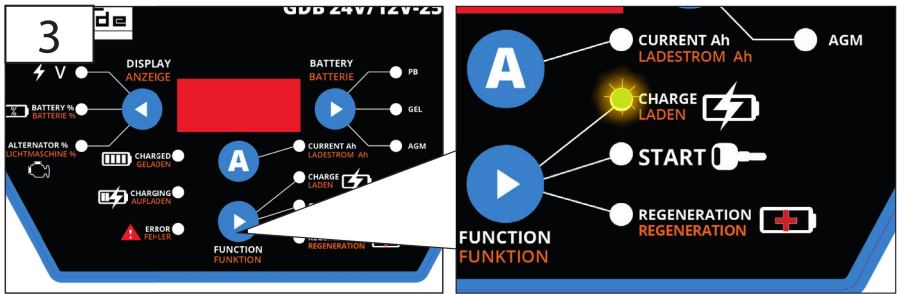 3
de
GDB 24V/12V-25
V
DISPLAY
ANZEIGE
BATTERY
BATTERIE
PB
%
BATTERY %
BATTERIE %
GEL
ALTERNATOR %
LICHTMASCHINE %
AGM
A
CURRENT Ah
LADESTROM Ah
CHARGED
GELADEN
CHARGE
LADEN
CHARGING
AUFLADEN
ERROR
FEHLER
REGENERATION
FUNCTION
FUNKTION
A
CURRENT Ah
LADESTROM Ah
AGM
CHARGE
LADEN
START
REGENERATION
REGENERATION
FUNCTION
FUNKTION